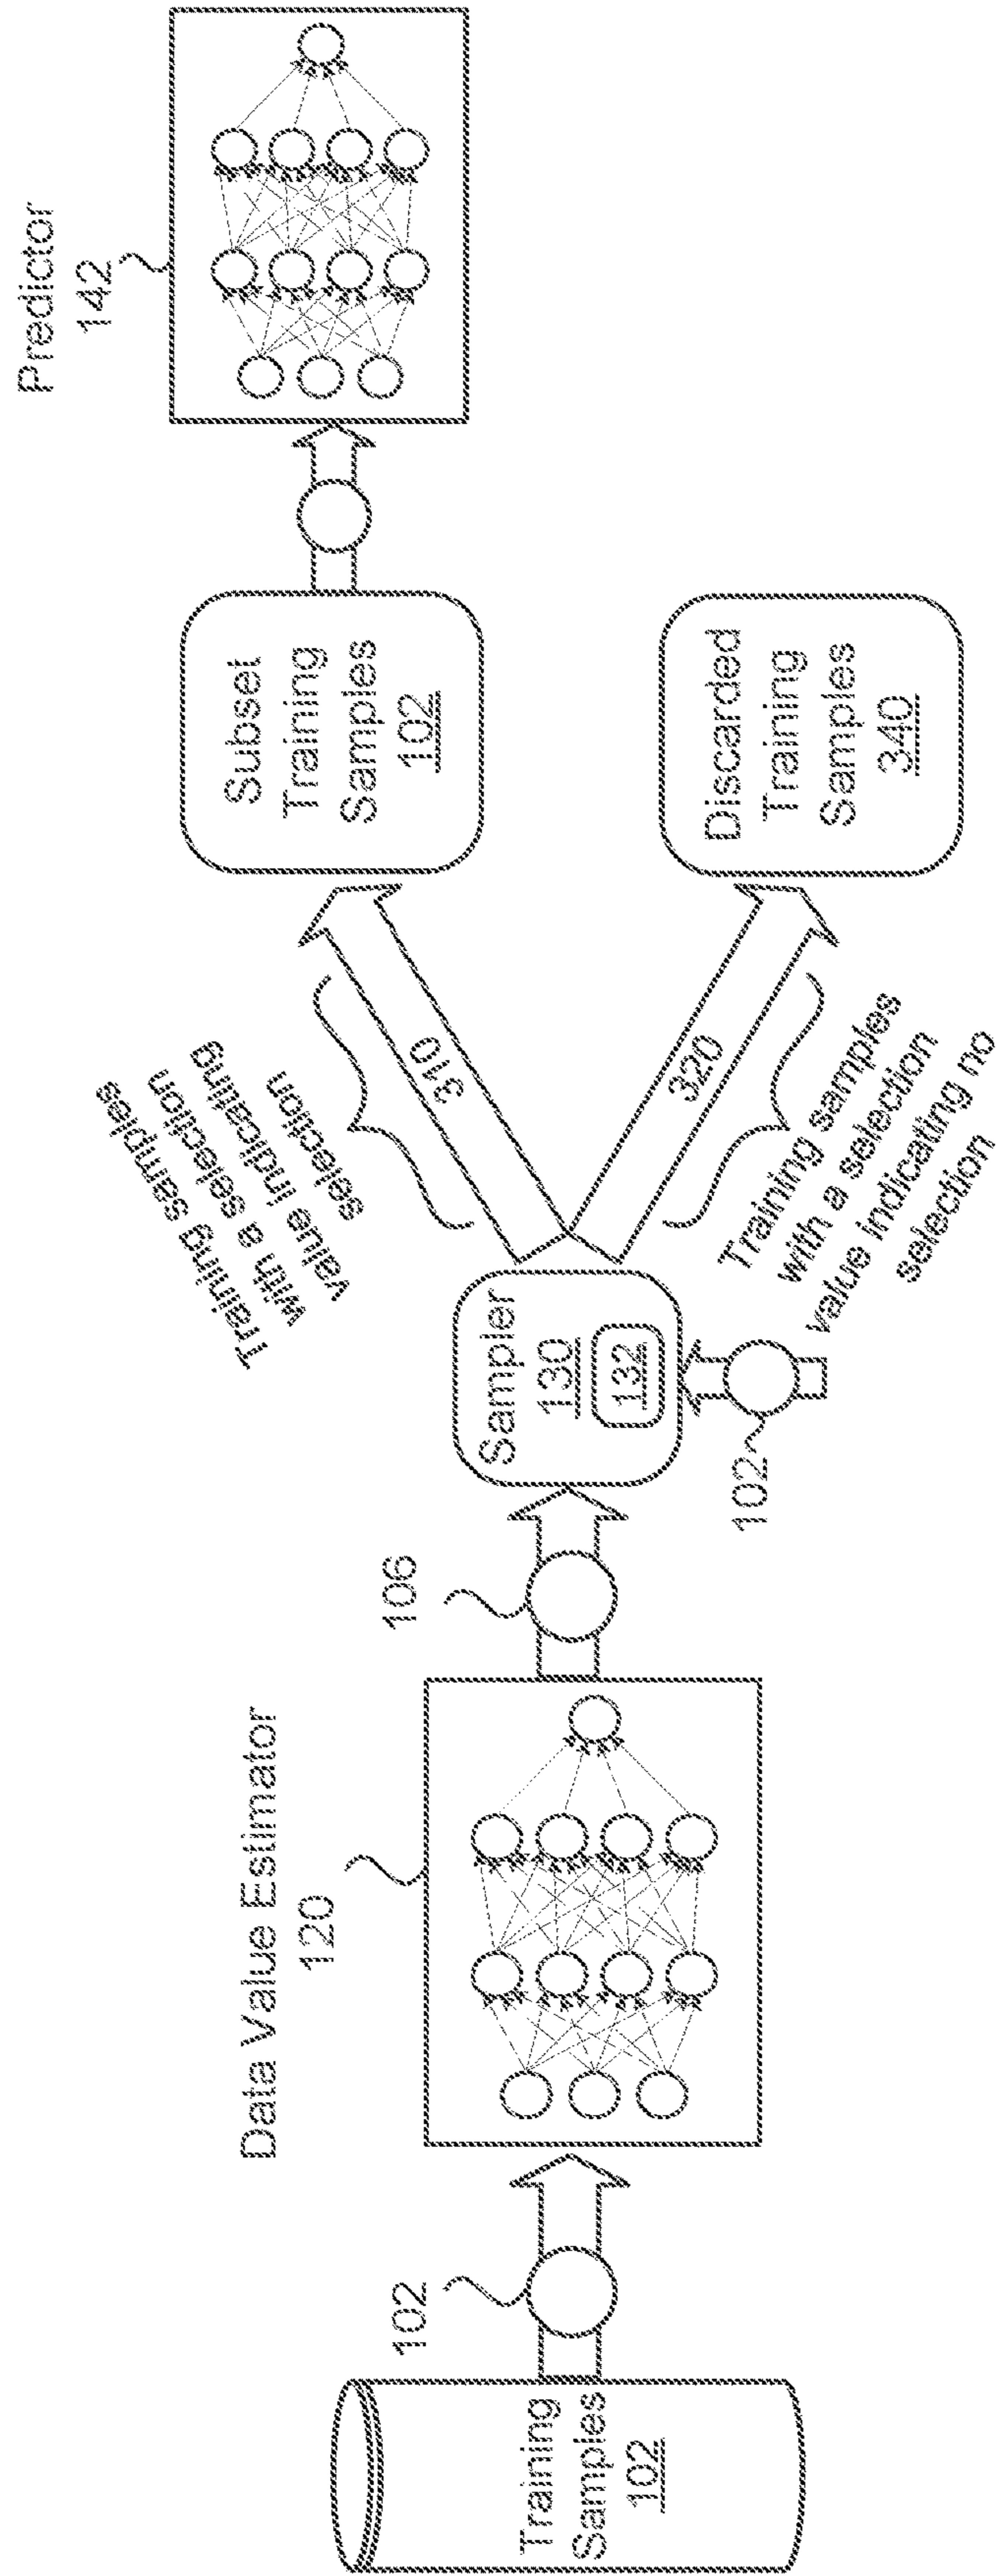 Training
Samples
102
102
Data Value Estimator
120
106
Sampler
130
132
102
Training samples
with a selection
value indicating
selection
310
320
Training samples
with a selection
value indicating no
selection
Subset
Training
Samples
102
Discarded
Training
Samples
340
Predictor
142